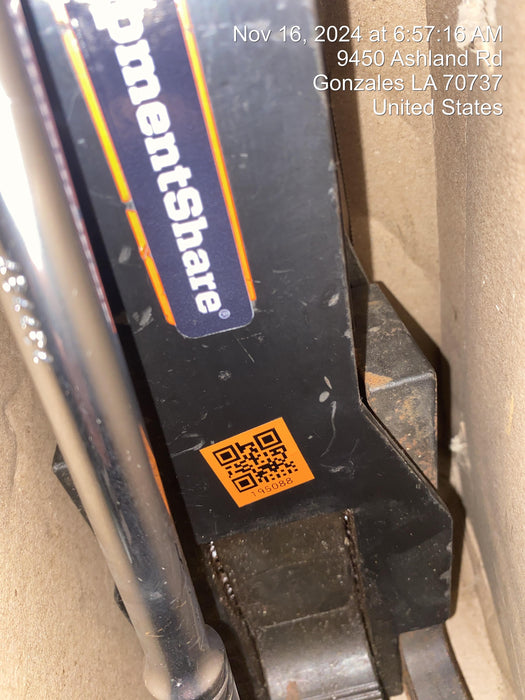 Nov 16, 2024 at 6:57:16 AM
9450 Ashland Rd
Gonzales LA 70737
United States
pmentShare®
195088